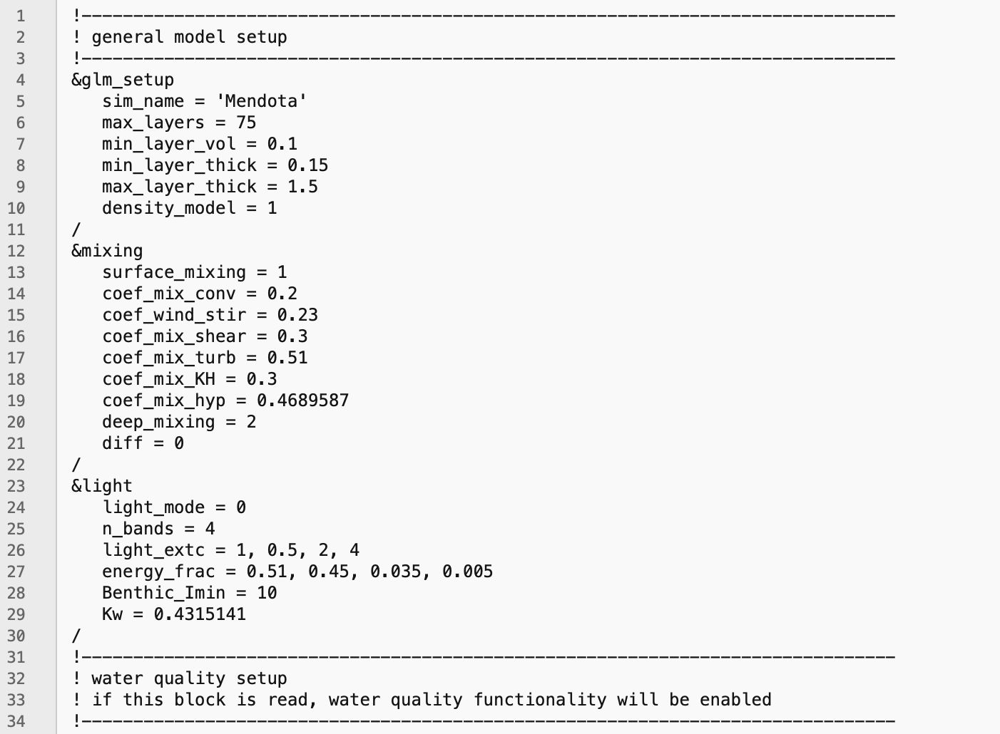 1 !-------------------------------------------------------------------------------
2 ! general model setup
3 !-------------------------------------------------------------------------------
4 &glm_setup
5    sim_name = 'Mendota'
6    max_layers = 75
7    min_layer_vol = 0.1
8    min_layer_thick = 0.15
9    max_layer_thick = 1.5
10    density_model = 1
11 /
12 &mixing
13    surface_mixing = 1
14    coef_mix_conv = 0.2
15    coef_wind_stir = 0.23
16    coef_mix_shear = 0.3
17    coef_mix_turb = 0.51
18    coef_mix_KH = 0.3
19    coef_mix_hyp = 0.4689587
20    deep_mixing = 2
21    diff = 0
22 /
23 &light
24    light_mode = 0
25    n_bands = 4
26    light_extc = 1, 0.5, 2, 4
27    energy_frac = 0.51, 0.45, 0.035, 0.005
28    Benthic_Imin = 10
29    Kw = 0.4315141
30 /
31 !-------------------------------------------------------------------------------
32 ! water quality setup
33 ! if this block is read, water quality functionality will be enabled
34 !-------------------------------------------------------------------------------